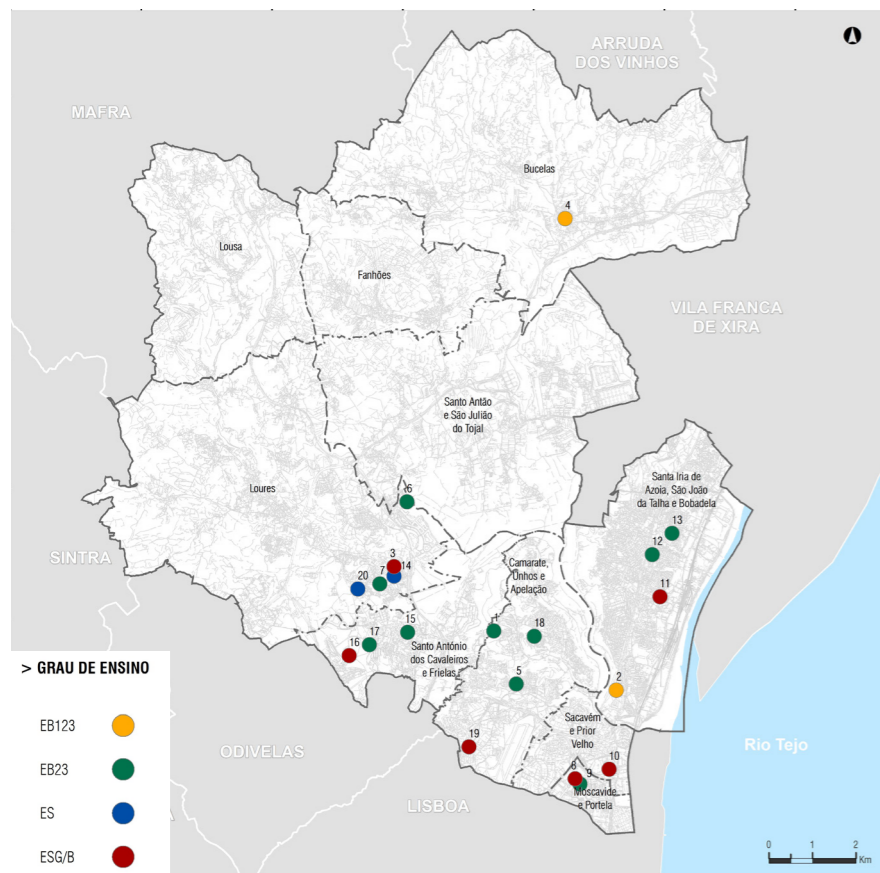 ARRUDA
DOS VINHOS
MAFRA
Bucelas
4
Lousa
Fanhões
VILA FRANCA
DE XIRA
Santo Antão
e São Julião
do Tojal
Santa Iria de
Azoia, São João
da Talha e Bobadela
Loures
6
13
12
SINTRA
3
14
20
7
Camarate,
Unhos e
Apelação
11
15
1
18
17
16
Santo António
dos Cavaleiros
e Frielas
5
2
> GRAU DE ENSINO
EB123
EB23
ES
ESG/B
ODIVELAS
19
Sacavém
e Prior
Velho
Rio Tejo
8
9
10
Moscavide
e Portela
LISBOA
0 1 2
Km